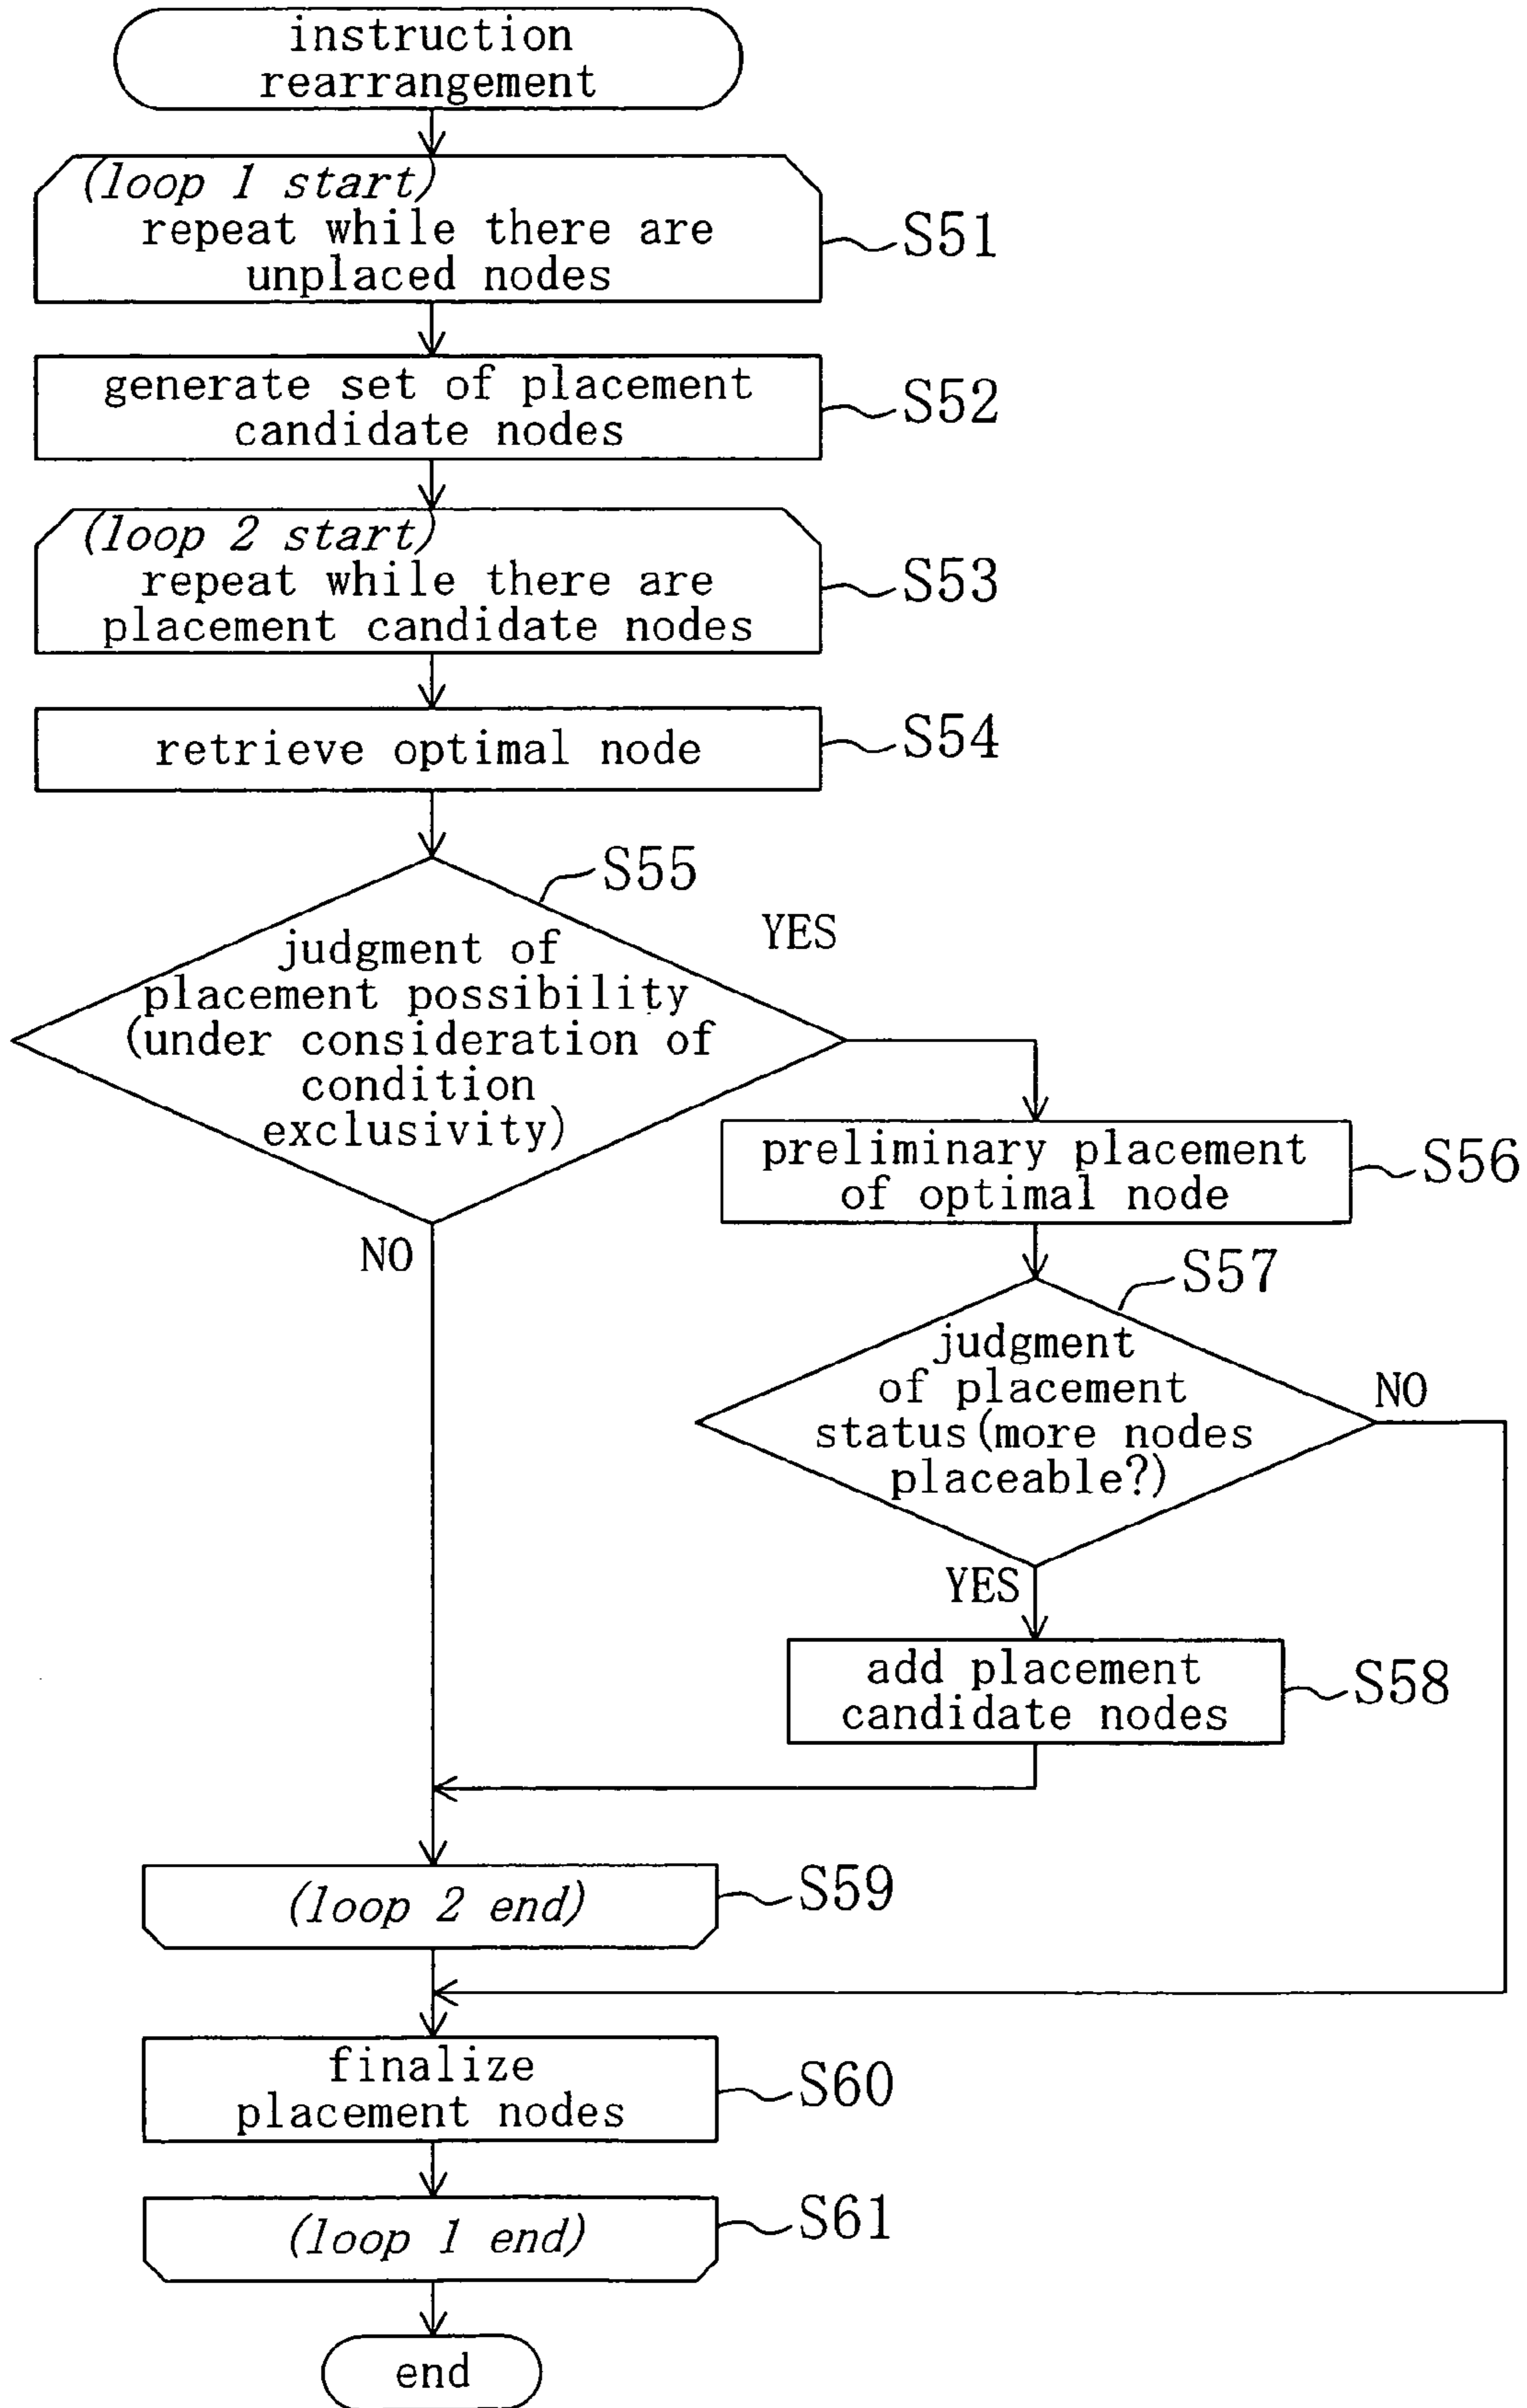 instruction
rearrangement
(loop 1 start)
repeat while there are
unplaced nodes
S51
generate set of placement
candidate nodes
S52
(loop 2 start)
repeat while there are
placement candidate nodes
S53
retrieve optimal node
S54
S55
judgment of
placement possibility
(under consideration of
condition
exclusivity)
YES
NO
preliminary placement
of optimal node
S56
S57
judgment
of placement
status(more nodes
placeable?)
NO
YES
add placement
candidate nodes
S58
(loop 2 end)
S59
finalize
placement nodes
S60
(loop 1 end)
S61
end